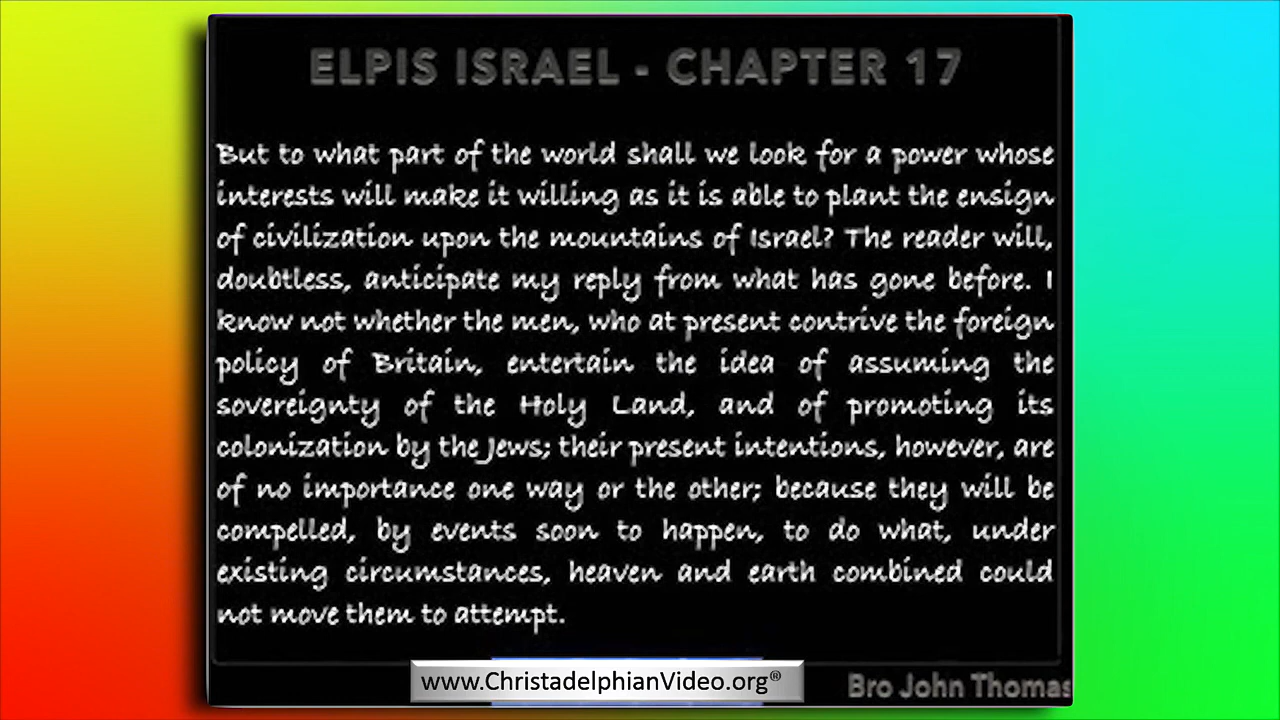 ELPIS ISRAEL - CHAPTER 17
But to what part of the world shall we look for a power whose
interests will make it willing as it is able to plant the ensign
of civilization upon the mountains of Israel? The reader will,
doubtless, anticipate my reply from what has gone before. I
know not whether the men, who at present contrive the foreign
policy of Britain, entertain the idea of assuming the
sovereignty of the Holy Land, and of promoting its
colonization by the Jews; their present intentions, however, are
of no importance one way or the other; because they will be
compelled, by events soon to happen, to do what, under
existing circumstances, heaven and earth combined could
not move them to attempt.
www.ChristadelphianVideo.org®
Bro John Thomas